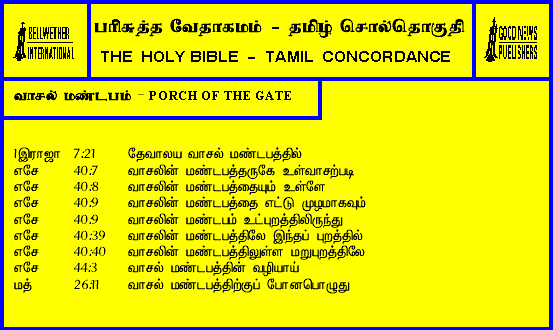 BELLWETHER
INTERNATIONAL
பரிசுத்த வேதாகமம் - தமிழ் சொல்தொகுதி
THE HOLY BIBLE - TAMIL CONCORDANCE
GOOD NEWS
PUBLISHERS
வாசல் மண்டபம் - PORCH OF THE GATE
1இராஜா 7:21 தேவாலய வாசல் மண்டபத்தில்
எசே 40:7 வாசலின் மண்டபத்தருகே உள்வாசற்படி
எசே 40:8 வாசலின் மண்டபத்தையும் உள்ளே
எசே 40:9 வாசலின் மண்டபத்தை எட்டு முழமாகவும்
எசே 40:9 வாசலின் மண்டபம் உட்புறத்திலிருந்து
எசே 40:39 வாசலின் மண்டபத்திலே இந்தப் புறத்தில்
எசே 40:40 வாசலின் மண்டபத்திலுள்ள மறுபுறத்திலே
எசே 44:3 வாசல் மண்டபத்தின் வழியாய்
மத் 26:11 வாசல் மண்டபத்திற்குப் போனபொழுது